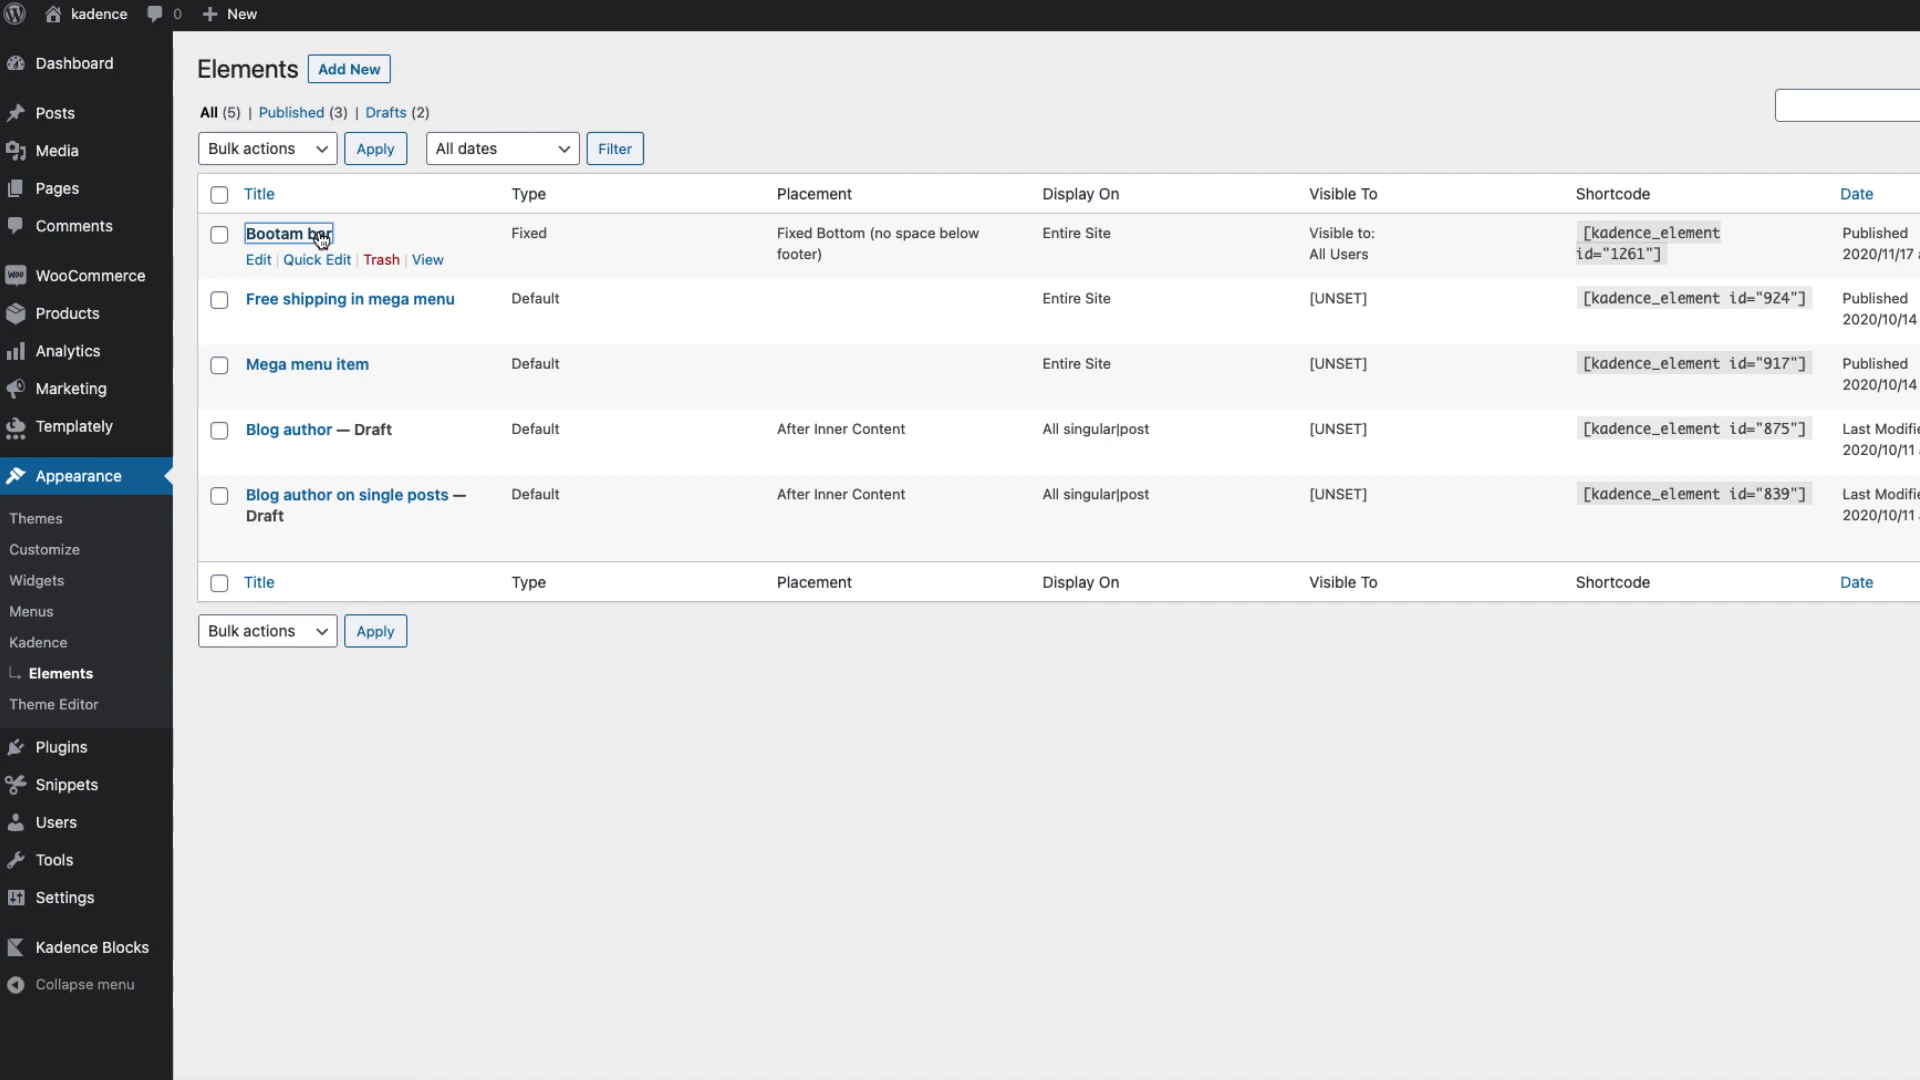 kadence 0 New
Dashboard
Posts
Media
Pages
Comments
WOO WooCommerce
Products
Analytics
Marketing
Templately
Appearance
Themes
Customize
Widgets
Menus
Kadence
Elements
Theme Editor
Plugins
Snippets
Users
Tools
Settings
Kadence Blocks
Collapse menu
Elements Add New
All (5) | Published (3) | Drafts (2)
Bulk actions Apply All dates Filter
Title Type Placement Display On Visible To Shortcode Date
Bootam bar Fixed Fixed Bottom (no space below Entire Site Visible to: [kadence_element Published
footer) All Users id="1261"] 2020/11/17 a
Edit | Quick Edit | Trash | View
Free shipping in mega menu Default Entire Site [UNSET] [kadence_element id="924"] Published
2020/10/14
Mega menu item Default Entire Site [UNSET] [kadence_element id="917"] Published
2020/10/14
Blog author — Draft Default After Inner Content All singular|post [UNSET] [kadence_element id="875"] Last Modifie
2020/10/11
Blog author on single posts — Default After Inner Content All singular|post [UNSET] [kadence_element id="839"] Last Modifie
Draft 2020/10/11
Title Type Placement Display On Visible To Shortcode Date
Bulk actions Apply